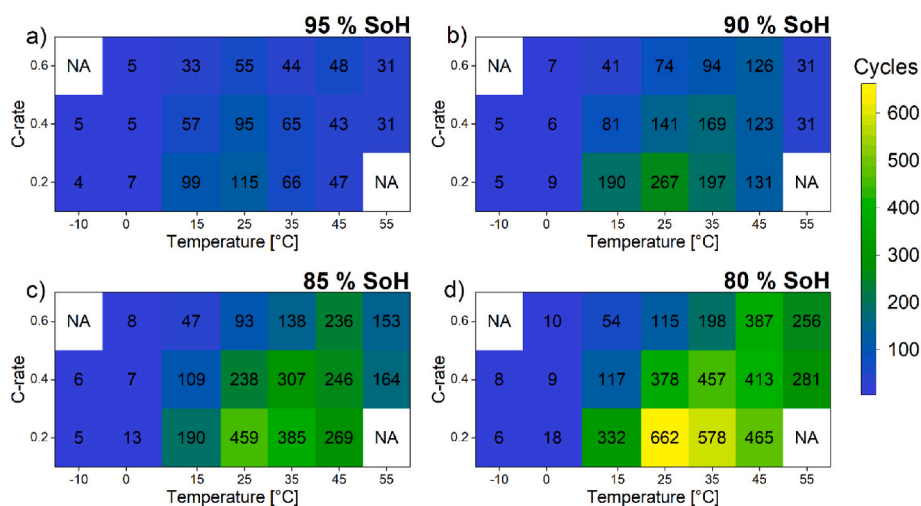 a) 95 % SoH
C-rate
0.6 NA 5 33 55 44 48 31
0.4 5 5 57 95 65 43 31
0.2 4 7 99 115 66 47 NA
-10 0 15 25 35 45 55
Temperature [°C]
b) 90 % SoH
C-rate
0.6 NA 7 41 74 94 126 31
0.4 5 6 81 141 169 123 31
0.2 5 9 190 267 197 131 NA
-10 0 15 25 35 45 55
Temperature [°C]
c) 85 % SoH
C-rate
0.6 NA 8 47 93 138 236 153
0.4 6 7 109 238 307 246 164
0.2 5 13 190 459 385 269 NA
-10 0 15 25 35 45 55
Temperature [°C]
d) 80 % SoH
C-rate
0.6 NA 10 54 115 198 387 256
0.4 8 9 117 378 457 413 281
0.2 6 18 332 662 578 465 NA
-10 0 15 25 35 45 55
Temperature [°C]
Cycles
600
500
400
300
200
100